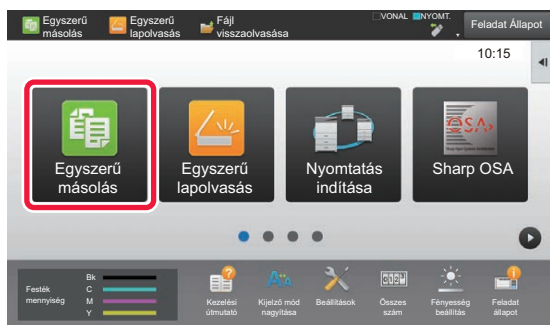 Egyszerű
másolás
Egyszerű
lapolvasás
Fájl
visszaolvasása
VONAL
NYOMT.
Feladat Állapot
10:15
Egyszerű
másolás
Egyszerű
lapolvasás
Nyomtatás
indítása
Sharp OSA
OSA
Festék
mennyiség
Bk
C
M
Y
Kezelési
útmutató
Kijelző mód
nagyítása
Beállítások
Összes
szám
Fényesség
beállítás
Feladat
állapot